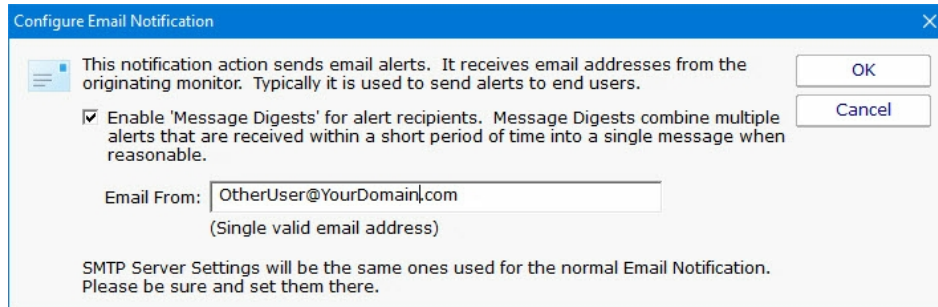 Configure Email Notification
This notification action sends email alerts.  It receives email addresses from the
originating monitor.  Typically it is used to send alerts to end users.
OK
Cancel
Enable 'Message Digests' for alert recipients.  Message Digests combine multiple
alerts that are received within a short period of time into a single message when
reasonable.
Email From: OtherUser@YourDomain.com
(Single valid email address)
SMTP Server Settings will be the same ones used for the normal Email Notification.
Please be sure and set them there.